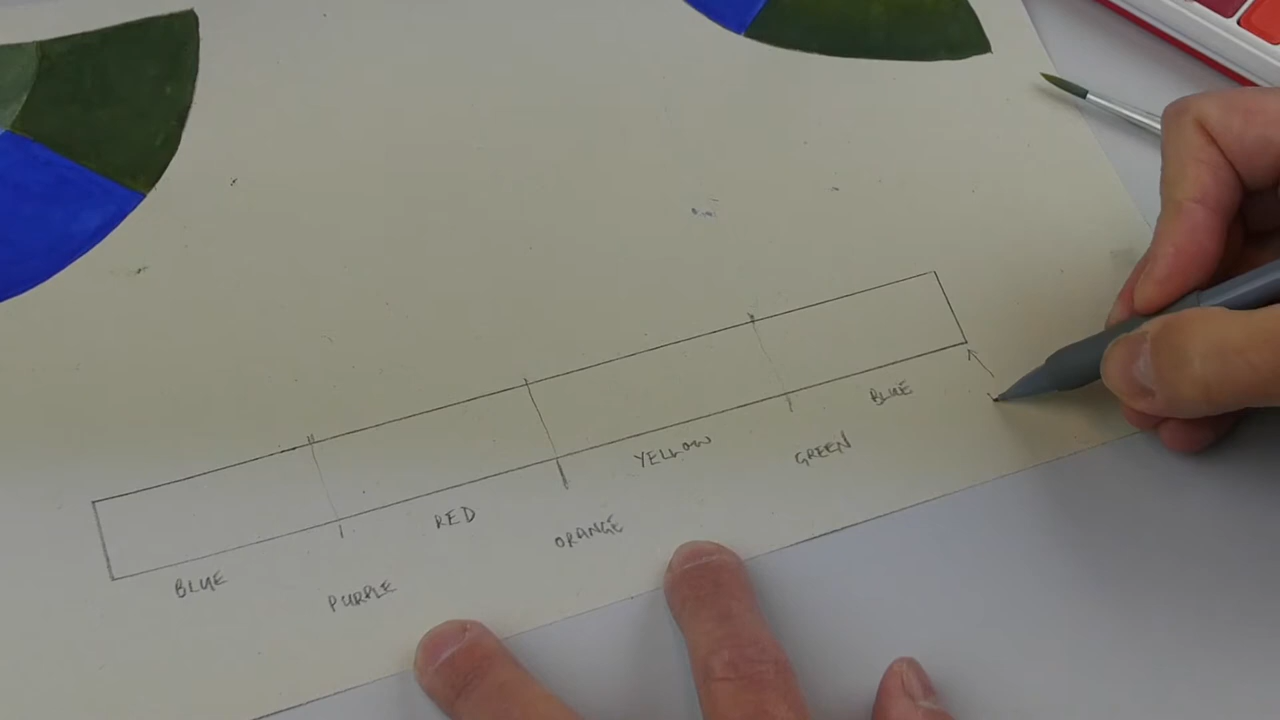 BLUE
PURPLE
RED
ORANGE
YELLOW
GREEN
BLUE